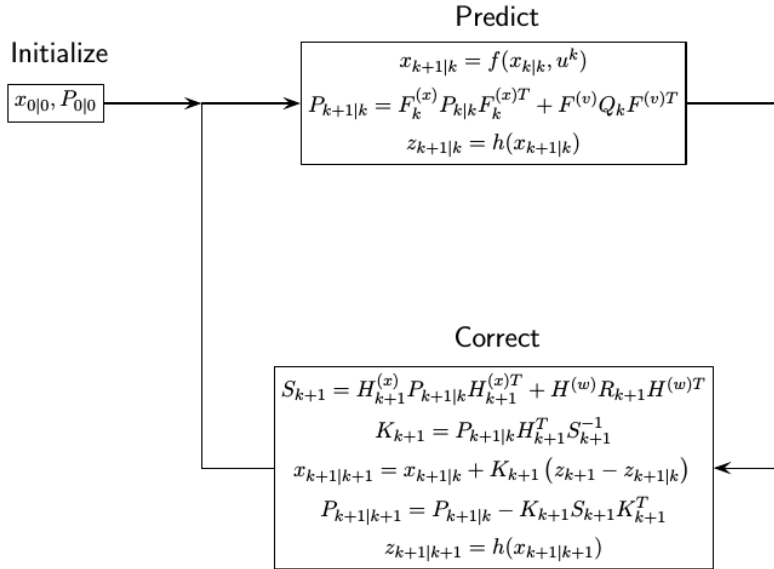 Predict
Initialize
x_{0|0}, P_{0|0}
x_{k+1|k} = f(x_{k|k}, u^k)
P_{k+1|k} = F_k^{(x)} P_{k|k} F_k^{(x)T} + F^{(v)} Q_k F^{(v)T}
z_{k+1|k} = h(x_{k+1|k})
Correct
S_{k+1} = H_{k+1}^{(x)} P_{k+1|k} H_{k+1}^{(x)T} + H^{(w)} R_{k+1} H^{(w)T}
K_{k+1} = P_{k+1|k} H_{k+1}^T S_{k+1}^{-1}
x_{k+1|k+1} = x_{k+1|k} + K_{k+1} (z_{k+1} − z_{k+1|k})
P_{k+1|k+1} = P_{k+1|k} − K_{k+1} S_{k+1} K_{k+1}^T
z_{k+1|k+1} = h(x_{k+1|k+1})